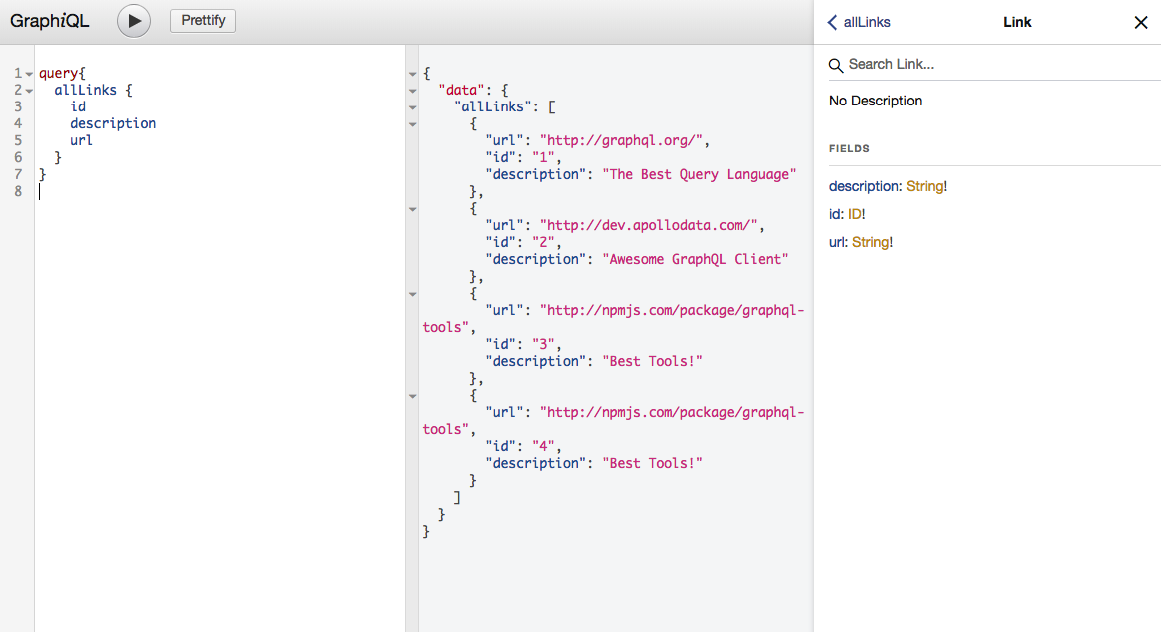 GraphiQL
Prettify
1 query{
2   allLinks {
3     id
4     description
5     url
6   }
7 }
8
{
  "data": {
    "allLinks": [
      {
        "url": "http://graphql.org/",
        "id": "1",
        "description": "The Best Query Language"
      },
      {
        "url": "http://dev.apollodata.com/",
        "id": "2",
        "description": "Awesome GraphQL Client"
      },
      {
        "url": "http://npmjs.com/package/graphql-
tools",
        "id": "3",
        "description": "Best Tools!"
      },
      {
        "url": "http://npmjs.com/package/graphql-
tools",
        "id": "4",
        "description": "Best Tools!"
      }
    ]
  }
}
allLinks
Link
Search Link...
No Description
FIELDS
description: String!
id: ID!
url: String!